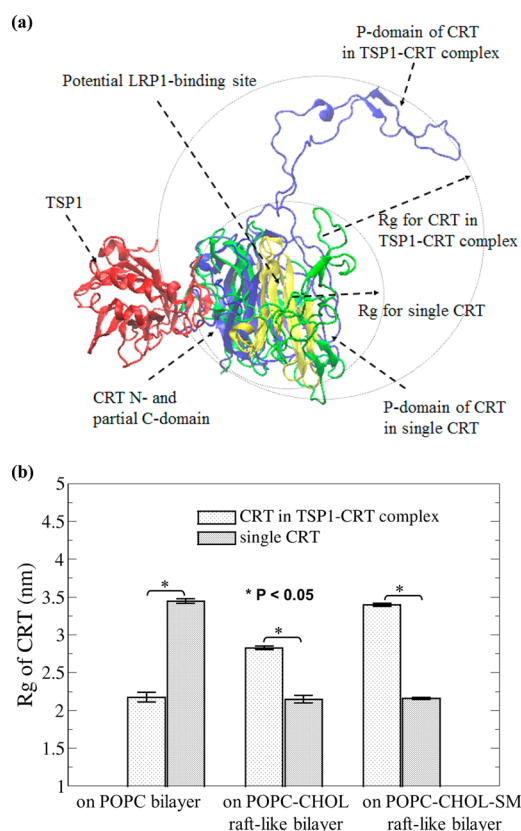 (a)
P-domain of CRT
in TSP1-CRT complex
Potential LRP1-binding site
TSP1
Rg for CRT in
TSP1-CRT complex
Rg for single CRT
CRT N- and
partial C-domain
P-domain of CRT
in single CRT
(b)
5
4.5
4
3.5
3
2.5
2
1.5
1
Rg of CRT (nm)
CRT in TSP1-CRT complex
single CRT
* P < 0.05
*
*
*
on POPC bilayer
on POPC-CHOL
raft-like bilayer
on POPC-CHOL-SM
raft-like bilayer